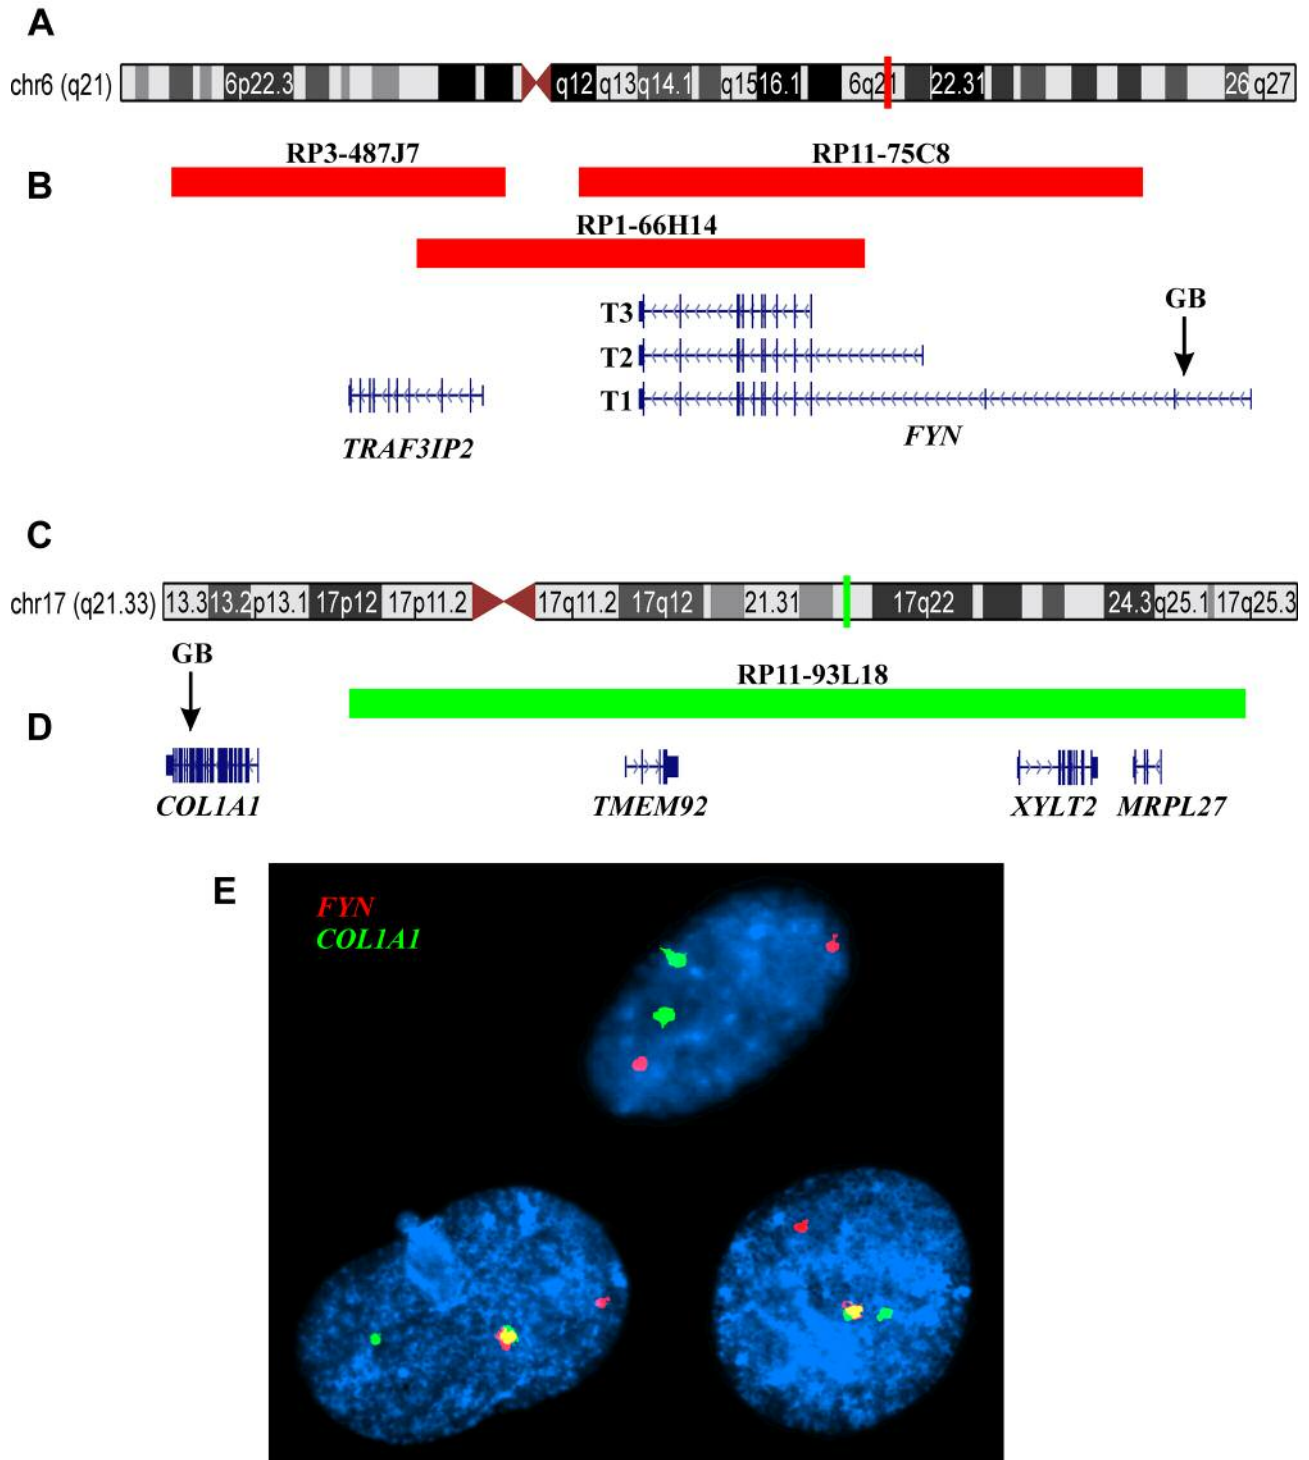 A
chr6 (q21) 6p22.3 q12 q13 q14.1 q15 16.1 6q21 22.31 26 q27
RP3-487J7 RP11-75C8
B
RP1-66H14
GB
T3
T2
T1
FYN
TRAF3IP2
C
chr17 (q21.33) 13.3 13.2 p13.1 17p12 17p11.2 17q11.2 17q12 21.31 17q22 24.3 q25.1 17q25.3
GB
RP11-93L18
D
COL1A1 TMEM92 XYLT2 MRPL27
E
FYN
COL1A1